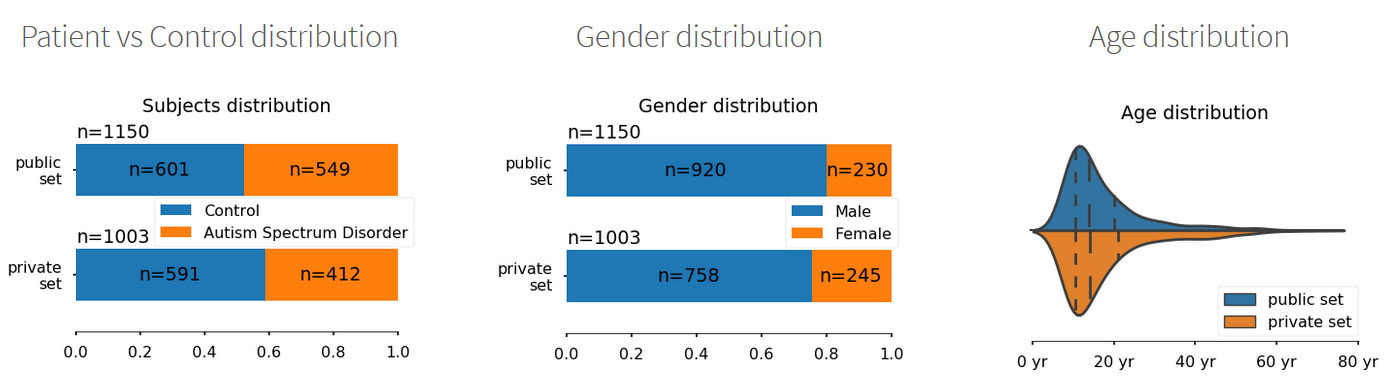 Patient vs Control distribution
Subjects distribution
n=1150
public
set
n=601
n=549
Control
Autism Spectrum Disorder
n=1003
private
set
n=591
n=412
0.0 0.2 0.4 0.6 0.8 1.0
Gender distribution
Gender distribution
n=1150
public
set
n=920
n=230
Male
Female
n=1003
private
set
n=758
n=245
0.0 0.2 0.4 0.6 0.8 1.0
Age distribution
Age distribution
public set
private set
0 yr 20 yr 40 yr 60 yr 80 yr